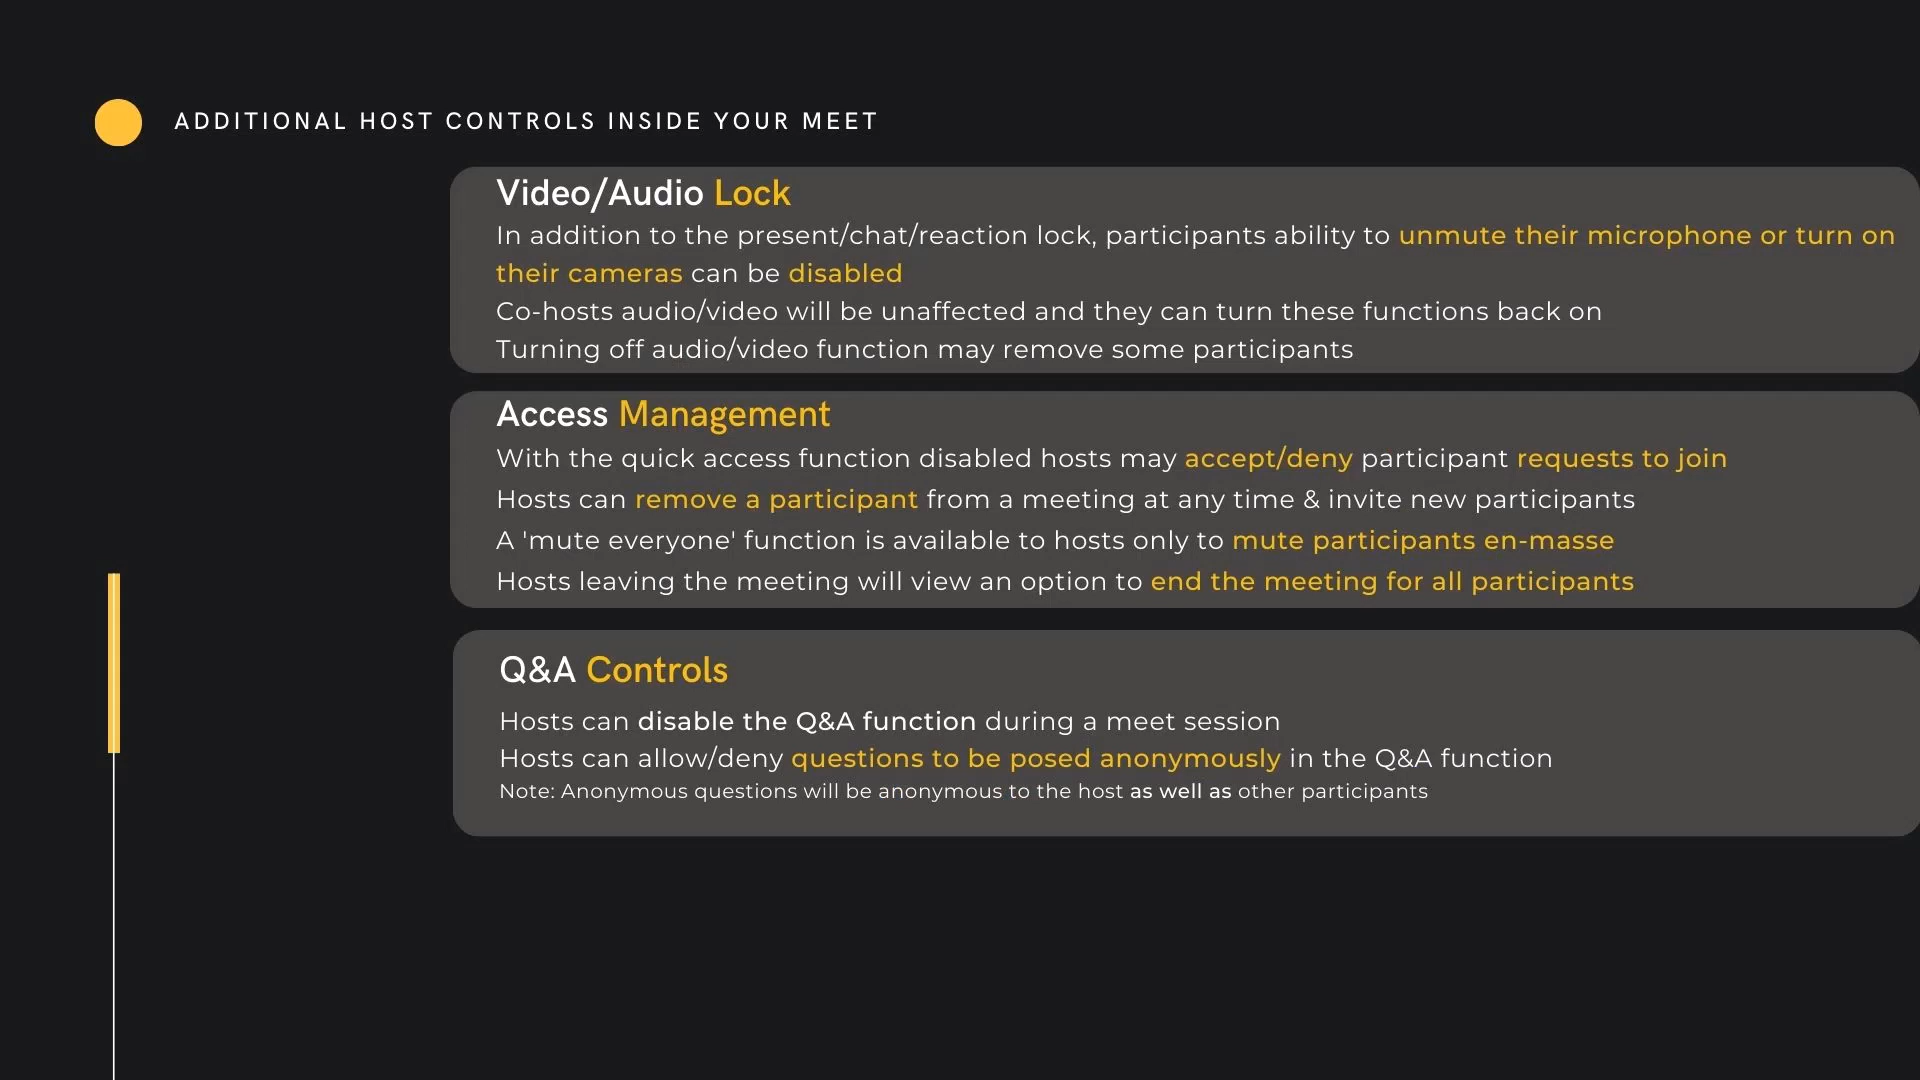 ADDITIONAL HOST CONTROLS INSIDE YOUR MEET
Video/Audio Lock
In addition to the present/chat/reaction lock, participants ability to unmute their microphone or turn on
their cameras can be disabled
Co-hosts audio/video will be unaffected and they can turn these functions back on
Turning off audio/video function may remove some participants
Access Management
With the quick access function disabled hosts may accept/deny participant requests to join
Hosts can remove a participant from a meeting at any time & invite new participants
A 'mute everyone' function is available to hosts only to mute participants en-masse
Hosts leaving the meeting will view an option to end the meeting for all participants
Q&A Controls
Hosts can disable the Q&A function during a meet session
Hosts can allow/deny questions to be posed anonymously in the Q&A function
Note: Anonymous questions will be anonymous to the host as well as other participants